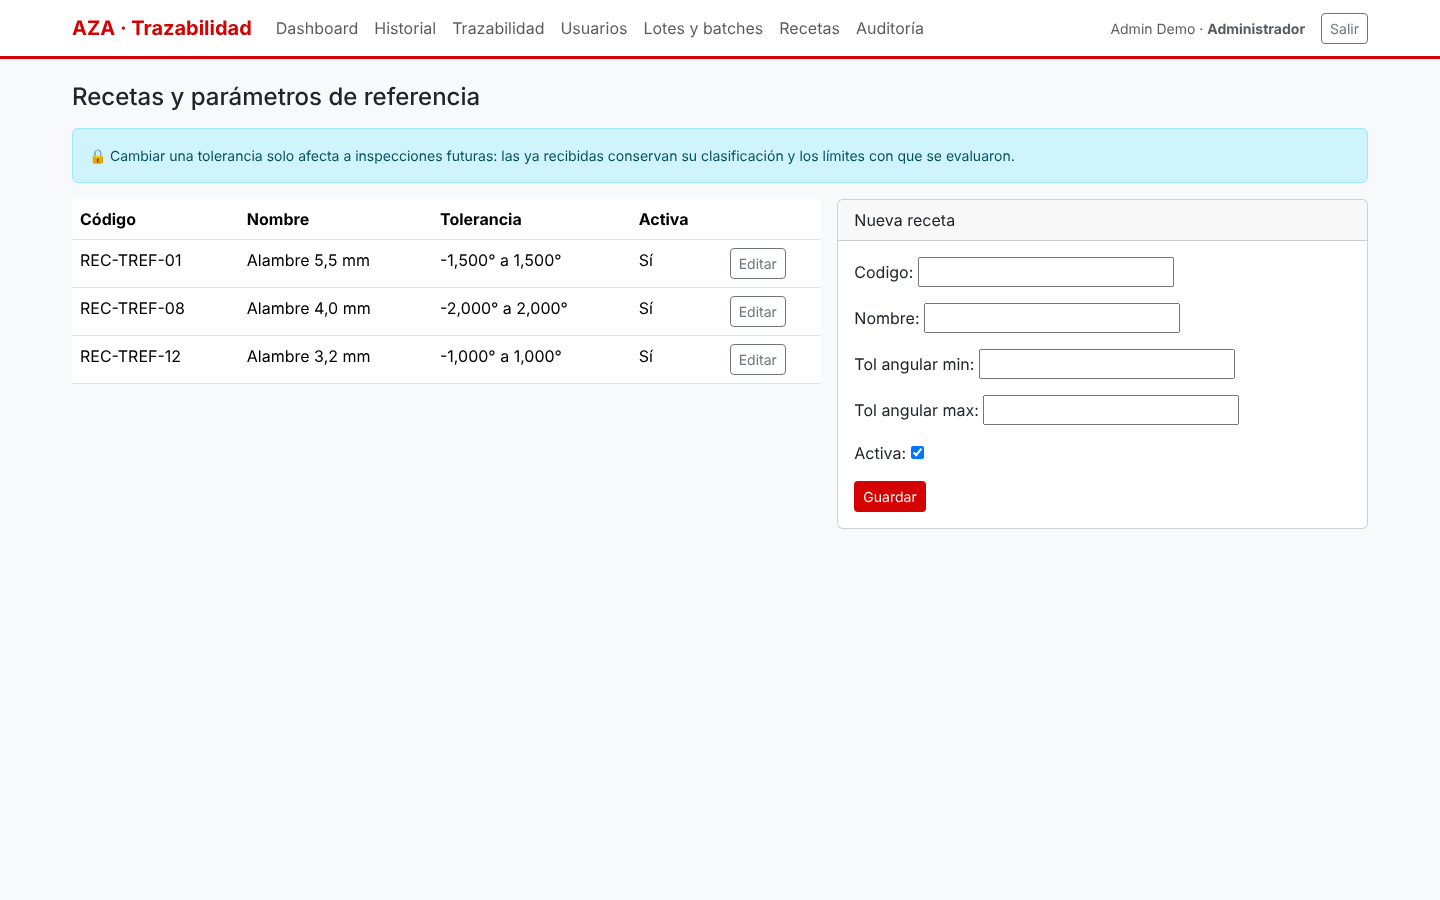 AZA · Trazabilidad Dashboard Historial Trazabilidad Usuarios Lotes y batches Recetas Auditoría Admin Demo · Administrador Salir
Recetas y parámetros de referencia
🔒 Cambiar una tolerancia solo afecta a inspecciones futuras: las ya recibidas conservan su clasificación y los límites con que se evaluaron.
Código Nombre Tolerancia Activa
REC-TREF-01 Alambre 5,5 mm -1,500° a 1,500° Sí Editar
REC-TREF-08 Alambre 4,0 mm -2,000° a 2,000° Sí Editar
REC-TREF-12 Alambre 3,2 mm -1,000° a 1,000° Sí Editar
Nueva receta
Codigo:
Nombre:
Tol angular min:
Tol angular max:
Activa:
Guardar